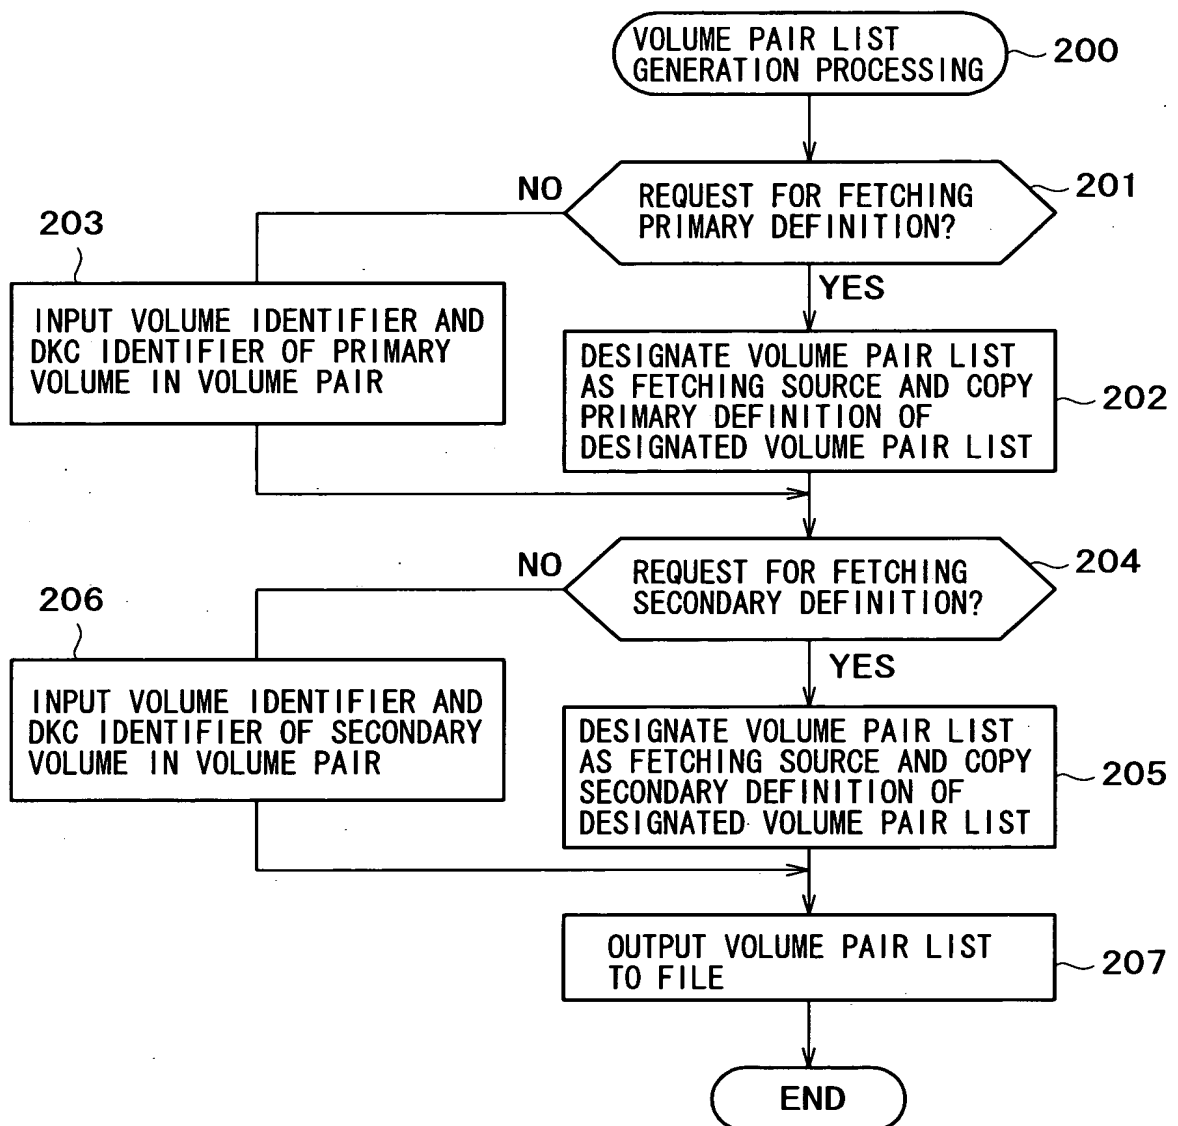 VOLUME PAIR LIST
GENERATION PROCESSING
200
REQUEST FOR FETCHING
PRIMARY DEFINITION?
201
NO
YES
203
INPUT VOLUME IDENTIFIER AND
DKC IDENTIFIER OF PRIMARY
VOLUME IN VOLUME PAIR
DESIGNATE VOLUME PAIR LIST
AS FETCHING SOURCE AND COPY
PRIMARY DEFINITION OF
DESIGNATED VOLUME PAIR LIST
202
REQUEST FOR FETCHING
SECONDARY DEFINITION?
204
NO
YES
206
INPUT VOLUME IDENTIFIER AND
DKC IDENTIFIER OF SECONDARY
VOLUME IN VOLUME PAIR
DESIGNATE VOLUME PAIR LIST
AS FETCHING SOURCE AND COPY
SECONDARY DEFINITION OF
DESIGNATED VOLUME PAIR LIST
205
OUTPUT VOLUME PAIR LIST
TO FILE
207
END